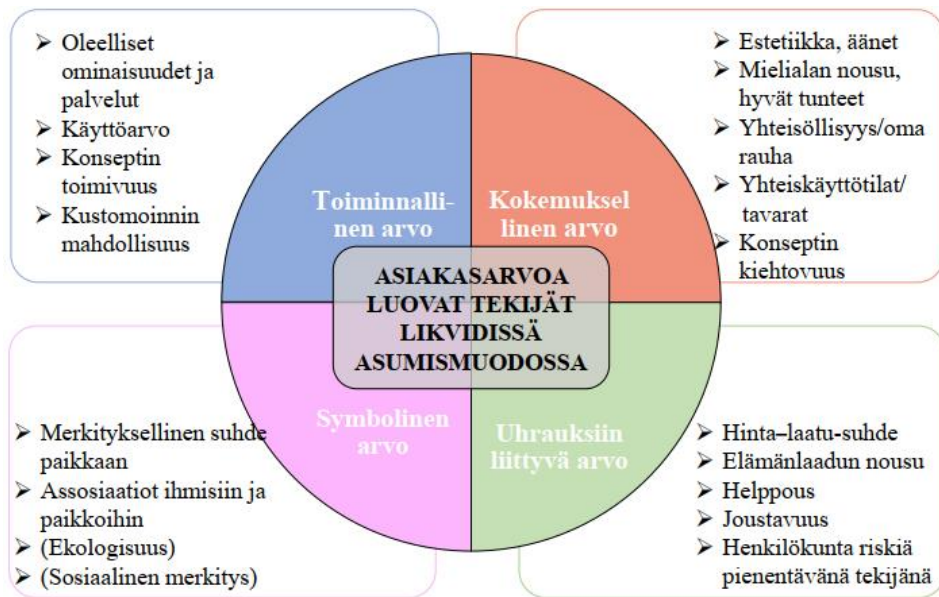 ➢ Oleelliset
ominaisuudet ja
palvelut
➢ Käyttöarvo
➢ Konseptin
toimivuus
➢ Kustomoinnin
mahdollisuus
Toiminnalli-
nen arvo
Kokemuksel
linen arvo
➢ Estetiikka, äänet
➢ Mielialan nousu,
hyvät tunteet
➢ Yhteisöllisyys/oma
rauha
➢ Yhteiskäyttötilat/
tavarat
➢ Konseptin
kiehtovuus
ASIAKASARVOA
LUOVAT TEKIJÄT
LIKVIDISSÄ
ASUMISMUODOSSA
➢ Merkityksellinen suhde
paikkaan
➢ Assosiaatiot ihmisiin ja
paikkoihin
➢ (Ekologisuus)
➢ (Sosiaalinen merkitys)
Symbolinen
arvo
Uhrauksiin
liittyvä arvo
➢ Hinta–laatu-suhde
➢ Elämänlaadun nousu
➢ Helppous
➢ Joustavuus
➢ Henkilökunta riskiä
pienentävänä tekijänä